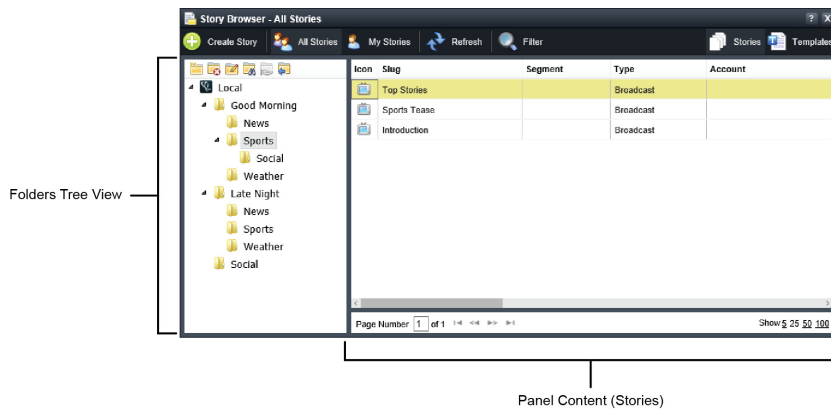 Story Browser - All Stories ? X
Create Story All Stories My Stories Refresh Filter Stories Templates
Icon Slug Segment Type Account
Local
Top Stories Broadcast
Good Morning
Sports Tease Broadcast
News
Introduction Broadcast
Sports
Social
Weather
Folders Tree View
Late Night
News
Sports
Weather
Social
Page Number 1 of 1 Show 5 25 50 100
Panel Content (Stories)